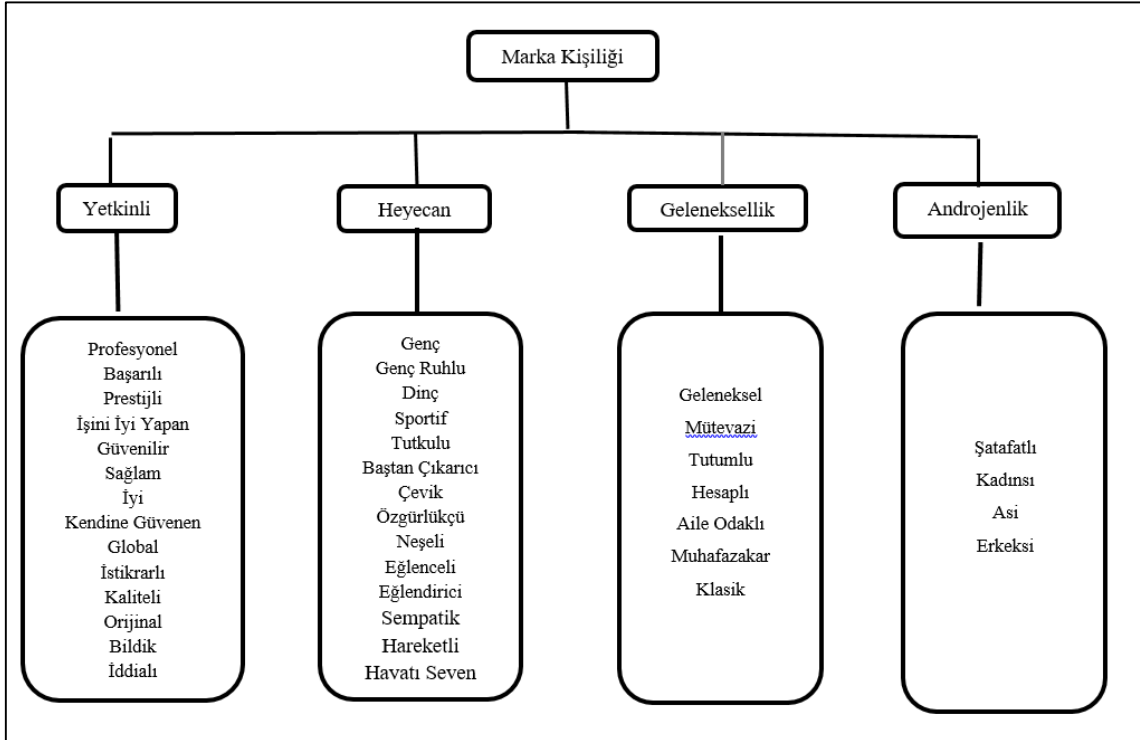 Marka Kişiliği
Yetkinli
Heyecan
Geleneksellik
Androjenlik
Profesyonel
Başarılı
Prestijli
İşini İyi Yapan
Güvenilir
Sağlam
İyi
Kendine Güvenen
Global
İstikrarlı
Kaliteli
Orijinal
Bildik
İddialı
Genç
Genç Ruhlu
Dinç
Sportif
Tutkulu
Baştan Çıkarıcı
Çevik
Özgürlükçü
Neşeli
Eğlenceli
Eğlendirici
Sempatik
Hareketli
Havatı Seven
Geleneksel
Mütevazi
Tutumlu
Hesaplı
Aile Odaklı
Muhafazakar
Klasik
Şatafatlı
Kadınsı
Asi
Erkeksi